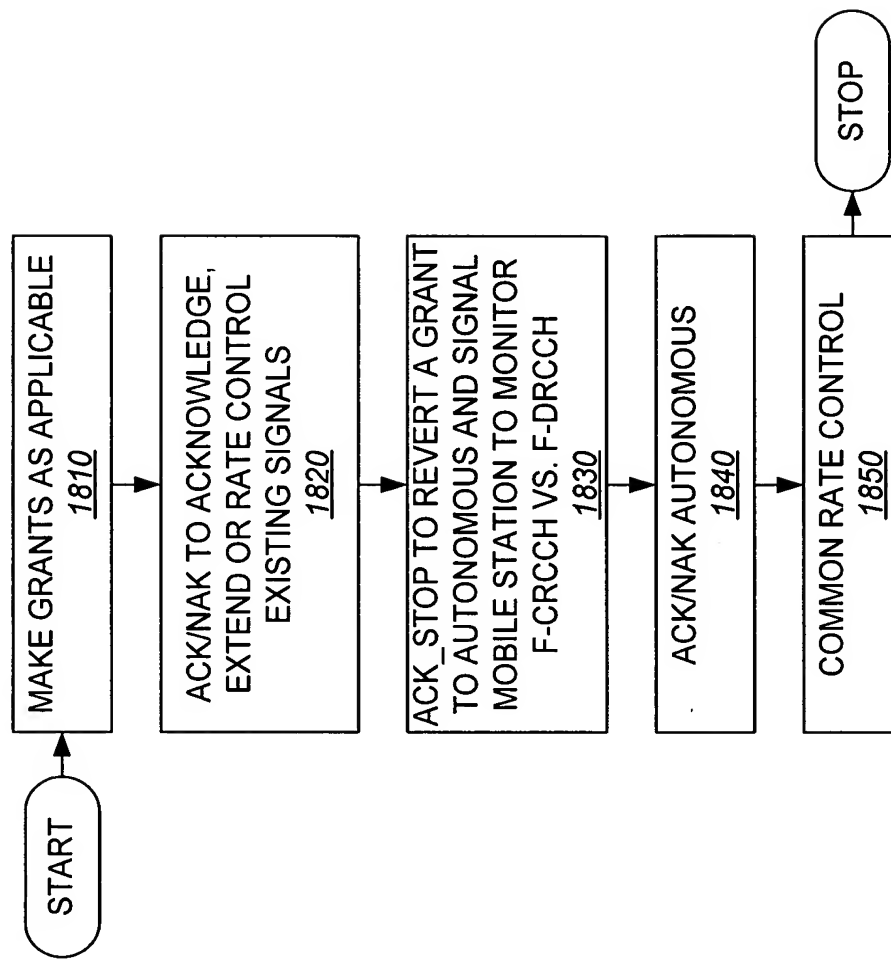 START
MAKE GRANTS AS APPLICABLE
1810
ACK/NAK TO ACKNOWLEDGE,
EXTEND OR RATE CONTROL
EXISTING SIGNALS
1820
ACK_STOP TO REVERT A GRANT
TO AUTONOMOUS AND SIGNAL
MOBILE STATION TO MONITOR
F-CRCCH VS. F-DRCCH
1830
ACK/NAK AUTONOMOUS
1840
COMMON RATE CONTROL
1850
STOP